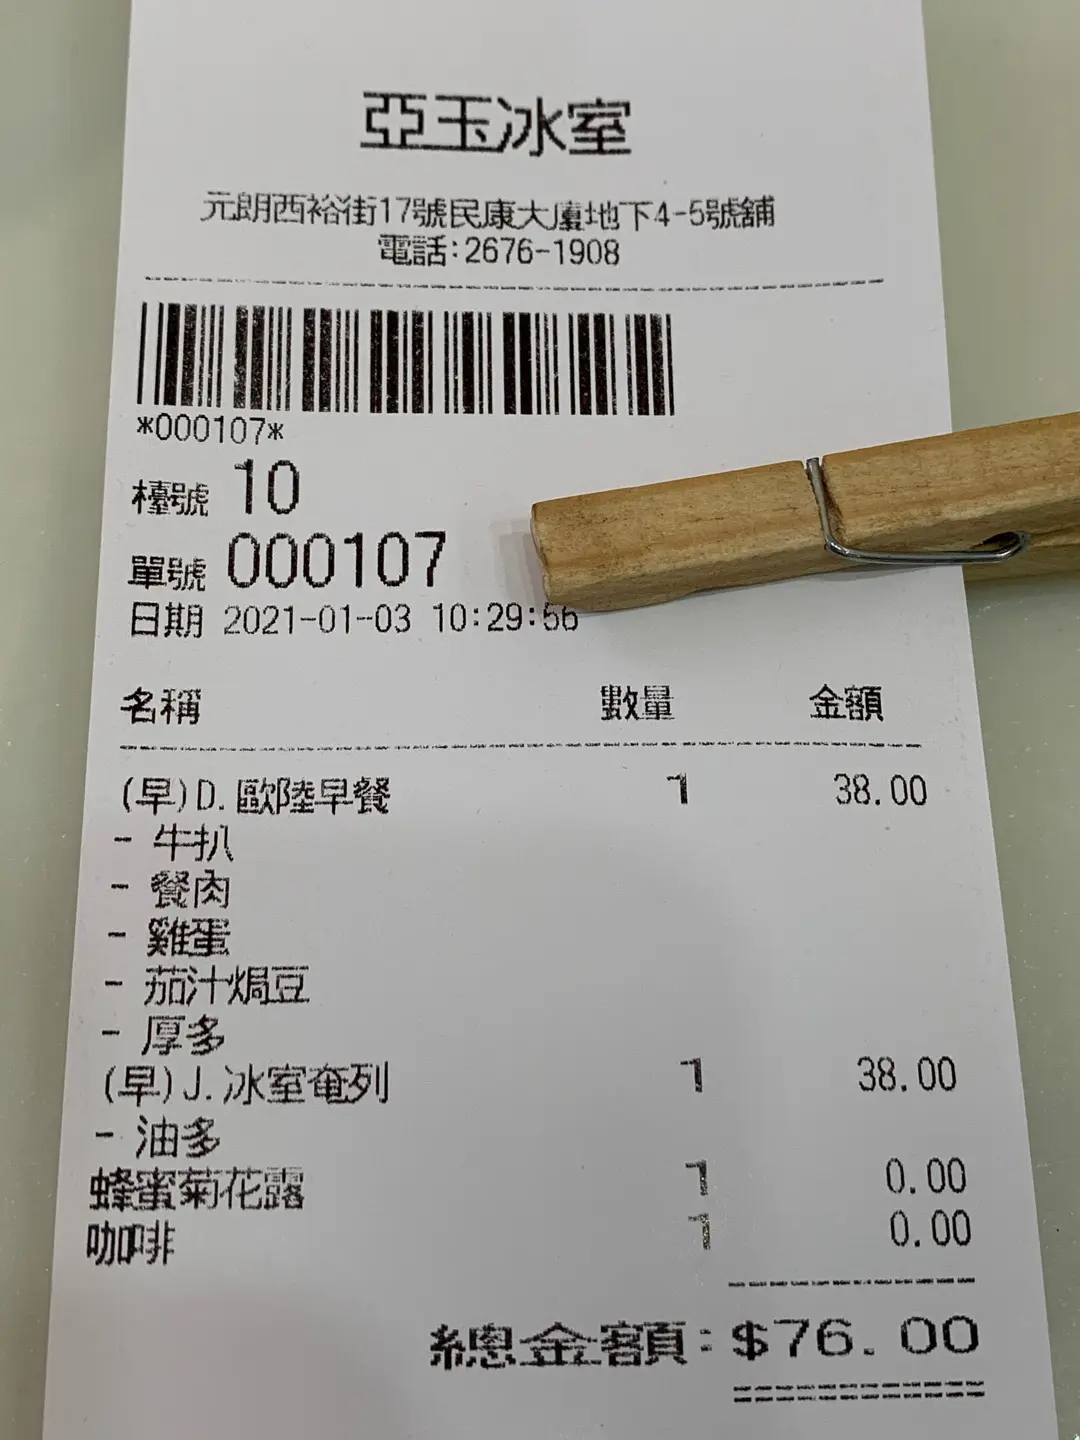 亞玉冰室
元朗西裕街17號民康大廈地下4-5號舖
電話:2676-1908
*000107*
檯號 10
單號 000107
日期 2021-01-03 10:29:56
名稱 數量 金額
(早)D.歐陸早餐 1 38.00
- 牛扒
- 餐肉
- 雞蛋
- 茄汁焗豆
- 厚多
(早)J.冰室奄列 1 38.00
- 油多
蜂蜜菊花露 1 0.00
咖啡 1 0.00
總金額:$76.00